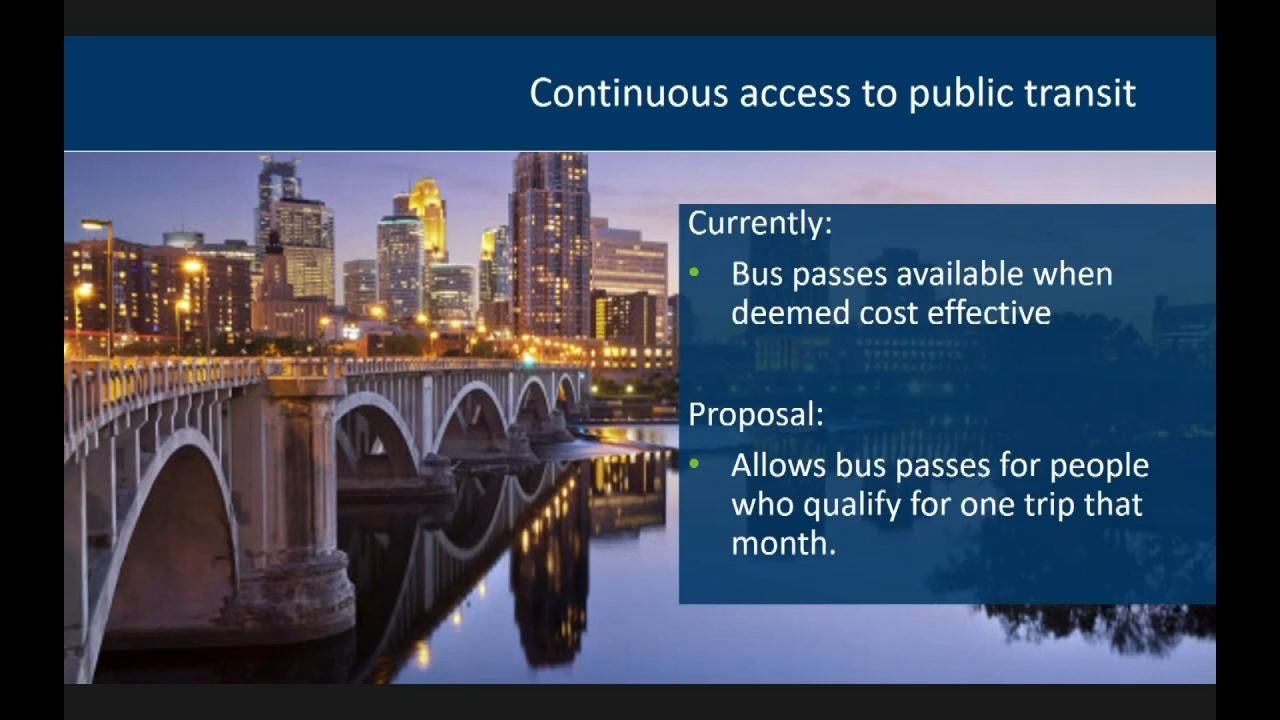 Continuous access to public transit
Currently:
• Bus passes available when
deemed cost effective
Proposal:
• Allows bus passes for people
who qualify for one trip that
month.